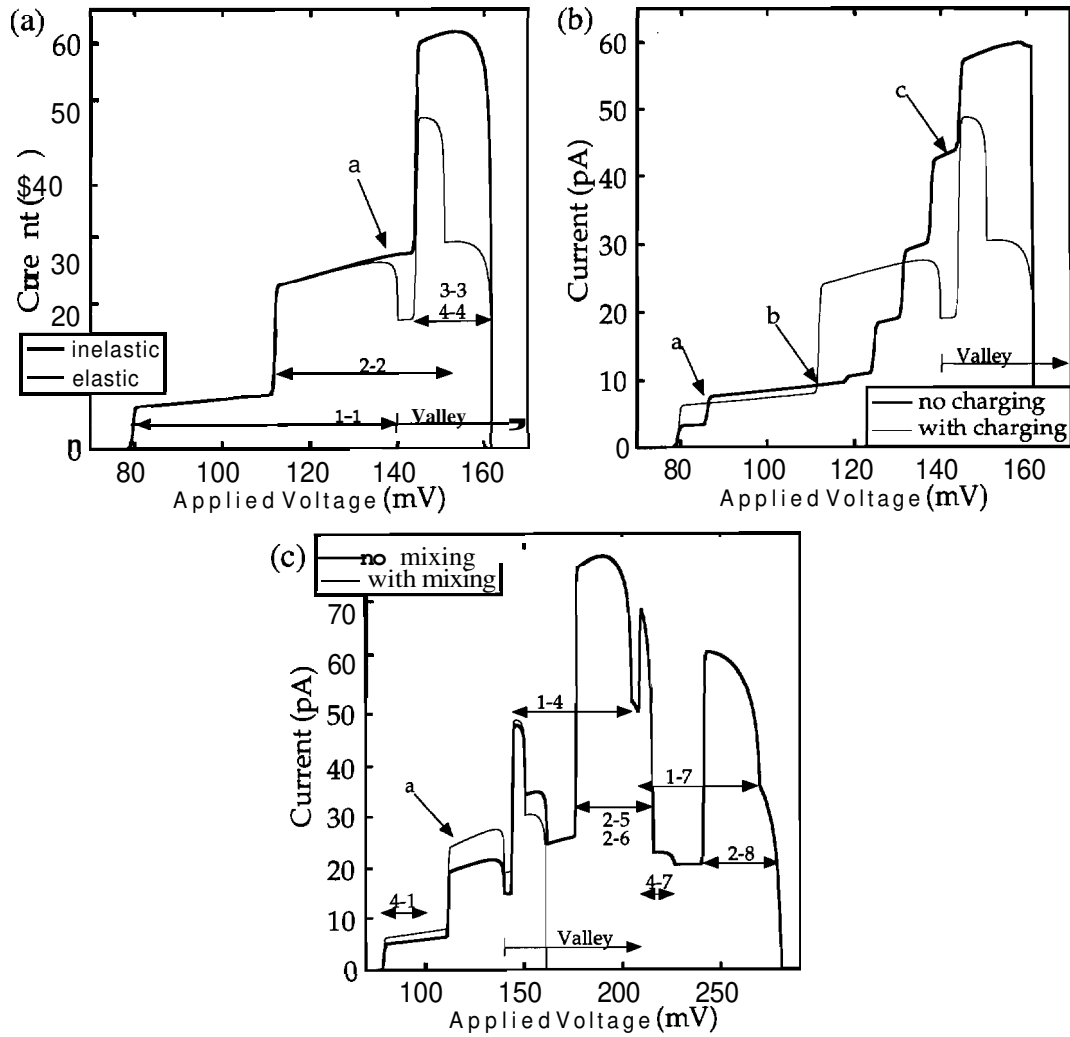 (a)
60
50
Cure nt ($40
30
20
n
a
3-3
4-4
2-2
1-1
Valley
inelastic
elastic
80
100
120
140
160
Applied Voltage (mV)
(b)
60
50
40
30
20
10
0
Current (pA)
a
b
c
Valley
no charging
with charging
80
100
120
140
160
Applied Voltage (mV)
(c)
no mixing
with mixing
70
60
50
40
30
20
10
0
Current (pA)
a
4-1
1-4
2-5
2-6
1-7
4-7
2-8
Valley
100
150
200
250
Applied Voltage (mV)